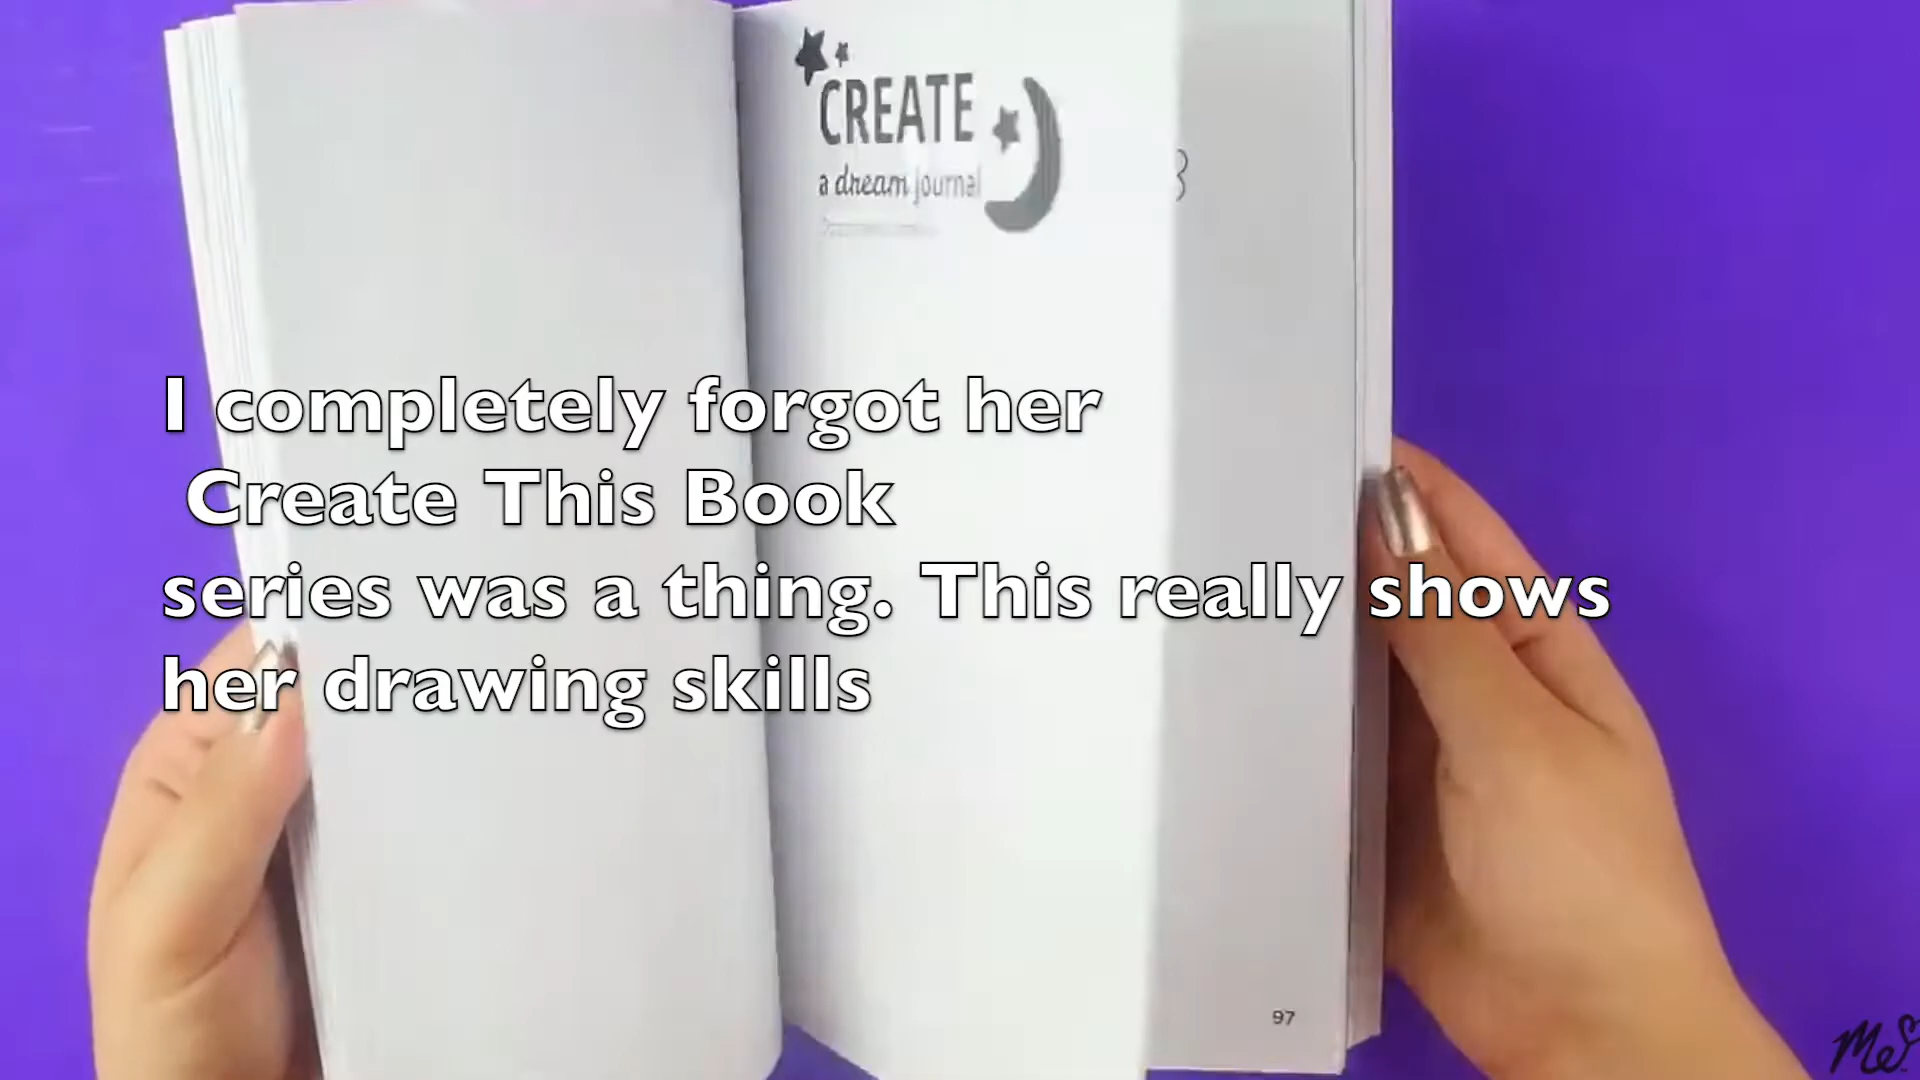 CREATE
a dream journal
I completely forgot her
Create This Book
series was a thing. This really shows
her drawing skills
97
Me